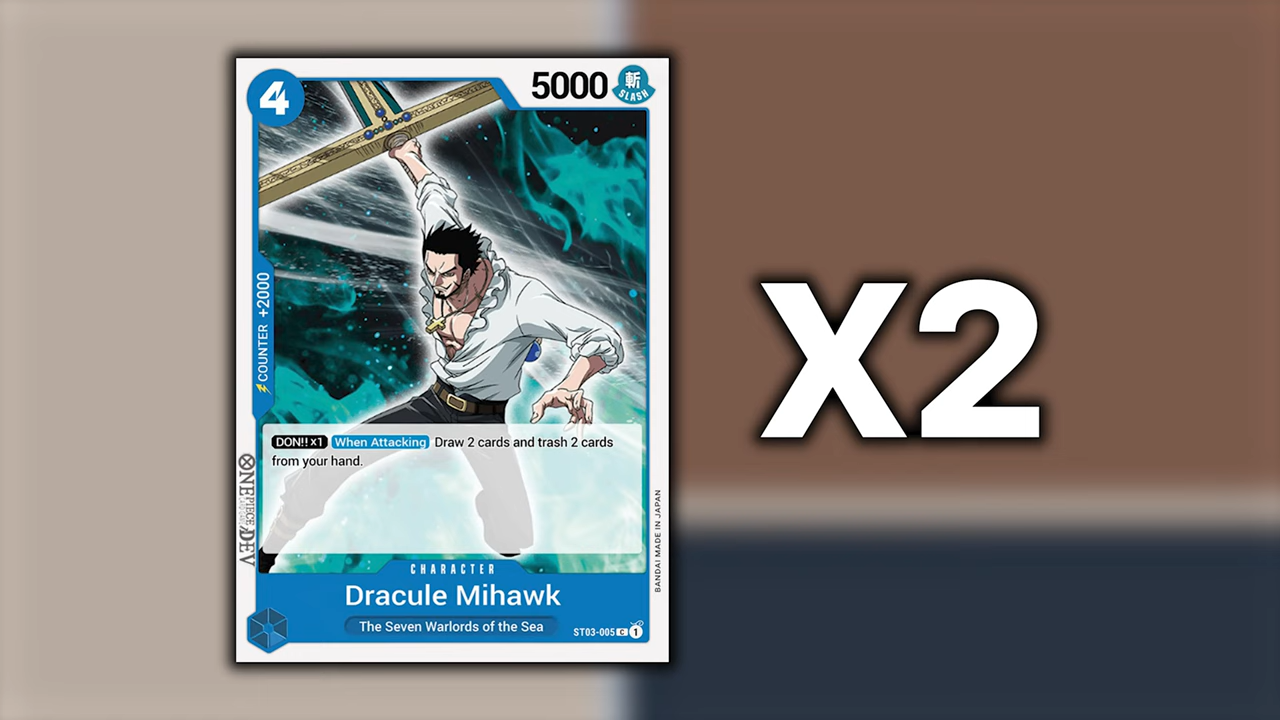 4
5000
斬
SLASH
COUNTER +2000
DON!! x1 When Attacking Draw 2 cards and trash 2 cards
from your hand.
ONE PIECE DEV
BANDAI MADE IN JAPAN
CHARACTER
Dracule Mihawk
The Seven Warlords of the Sea
ST03-005 C 1
X2